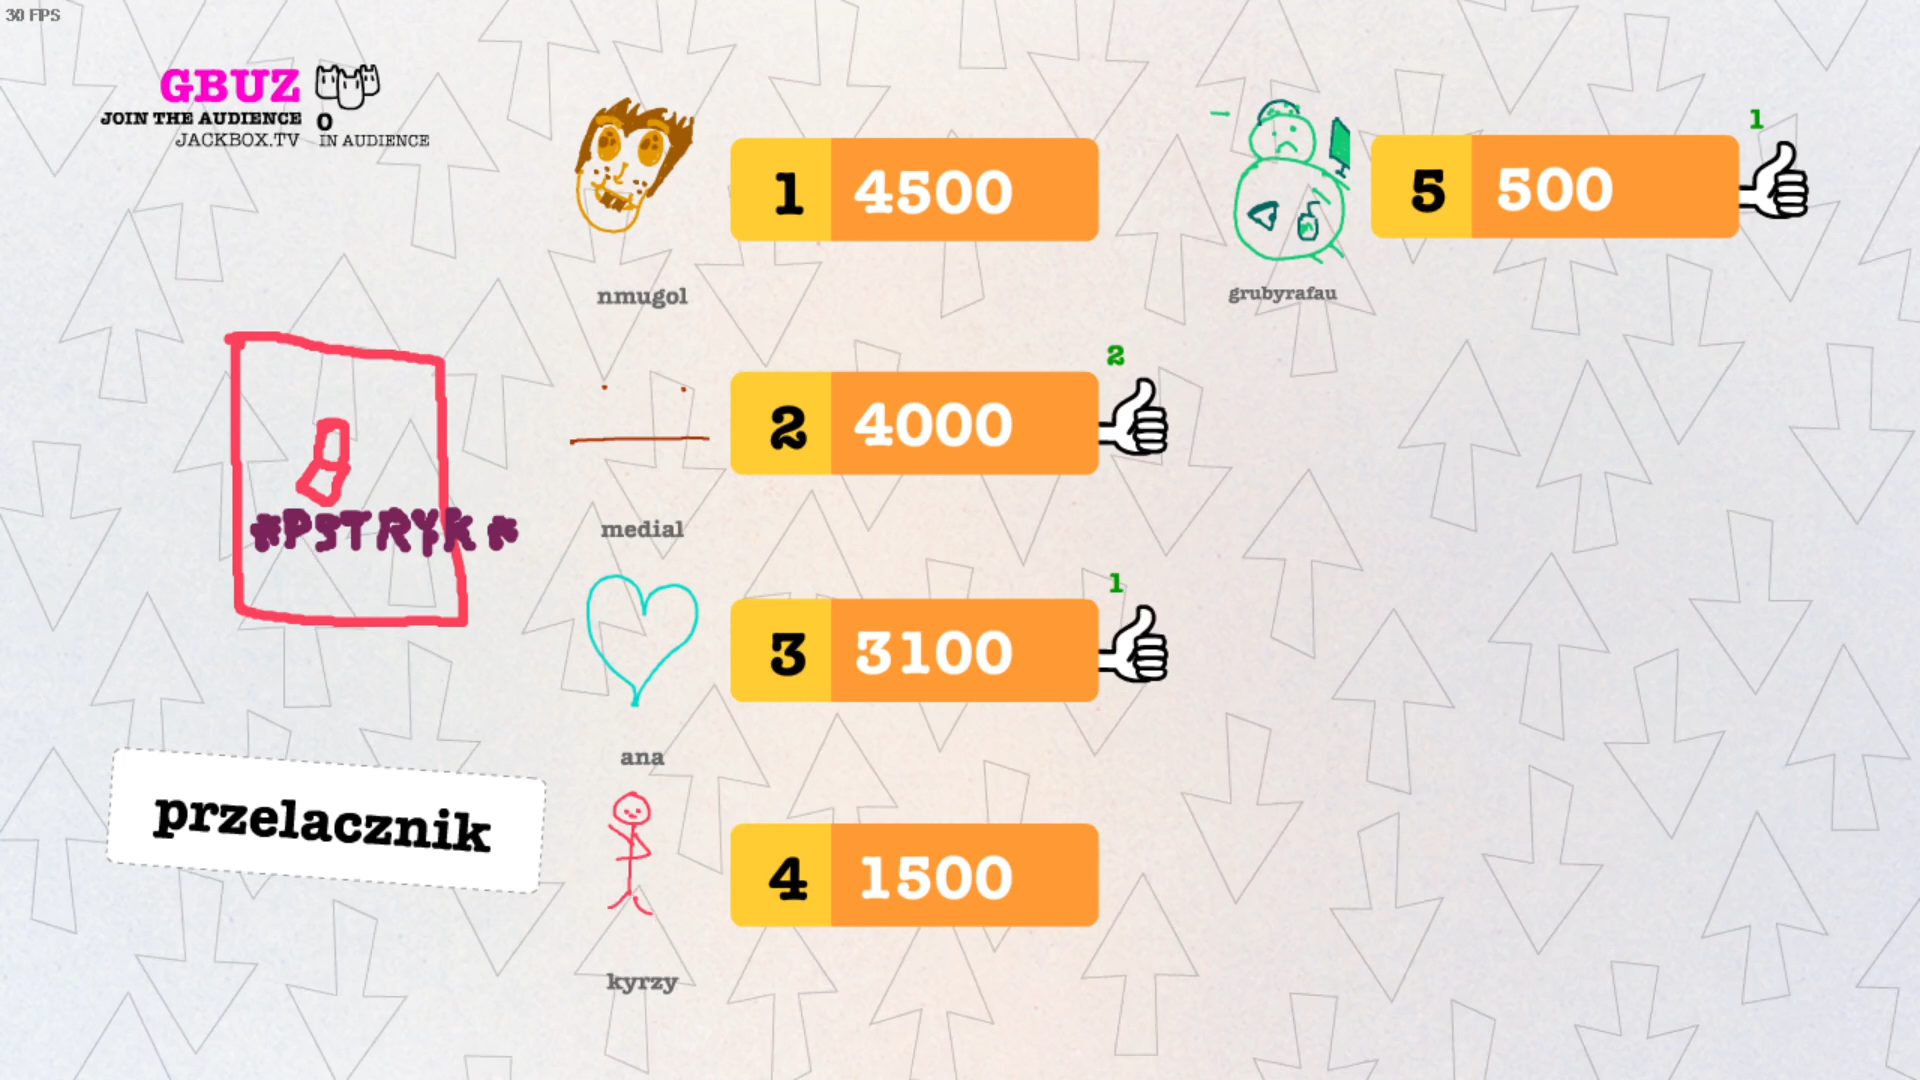 30 FPS
GBUZ
JOIN THE AUDIENCE
JACKBOX.TV
0
IN AUDIENCE
*PSTRYK*
przelacznik
1 4500
nmugol
2 4000
2
medial
3 3100
1
ana
4 1500
kyrzy
5 500
1
grubyrafau